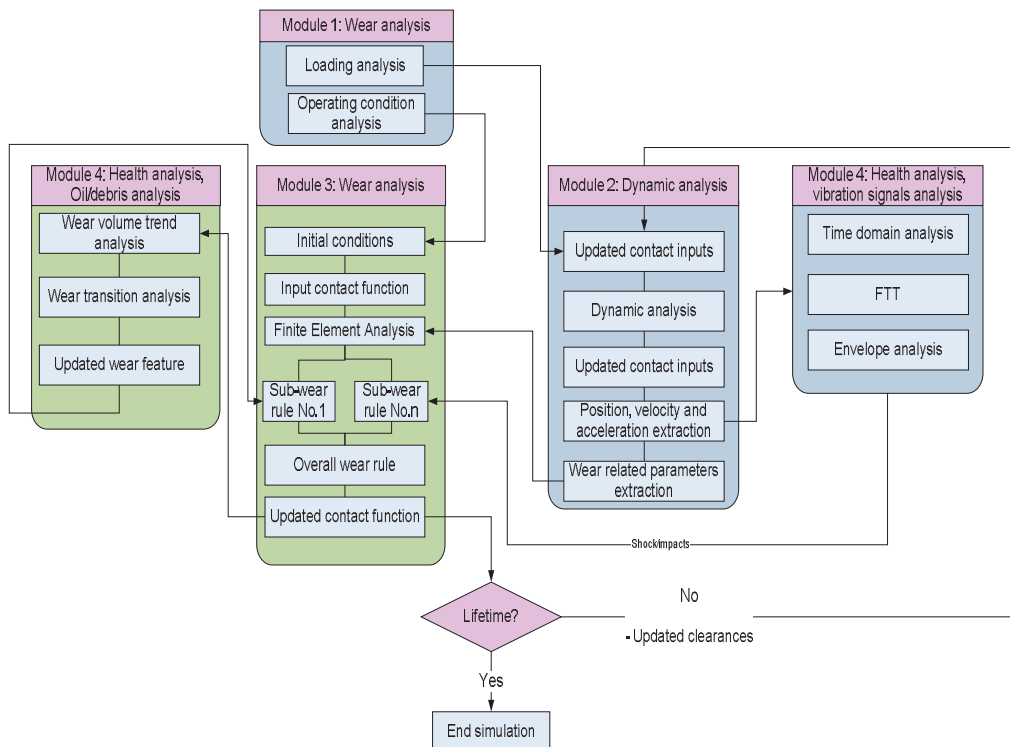 Module 1: Wear analysis
Loading analysis
Operating condition
analysis
Module 4: Health analysis,
Oil/debris analysis
Wear volume trend
analysis
Wear transition analysis
Updated wear feature
Module 3: Wear analysis
Initial conditions
Input contact function
Finite Element Analysis
Sub-wear
rule No.1
Sub-wear
rule No.n
Overall wear rule
Updated contact function
Module 2: Dynamic analysis
Updated contact inputs
Dynamic analysis
Updated contact inputs
Position, velocity and
acceleration extraction
Wear related parameters
extraction
Module 4: Health analysis,
vibration signals analysis
Time domain analysis
FTT
Envelope analysis
Shock/impacts
Lifetime?
No
- Updated clearances
Yes
End simulation